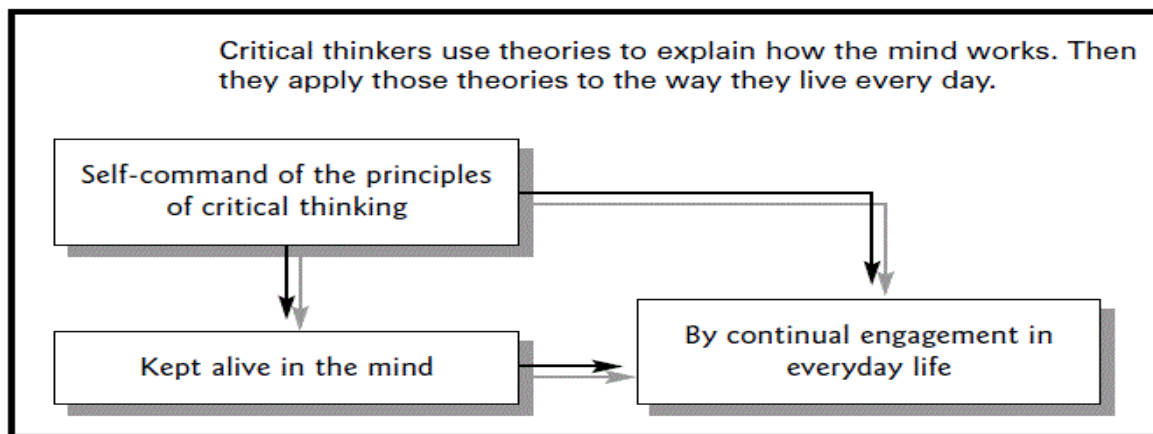 Critical thinkers use theories to explain how the mind works. Then
they apply those theories to the way they live every day.
Self-command of the principles
of critical thinking
Kept alive in the mind
By continual engagement in
everyday life